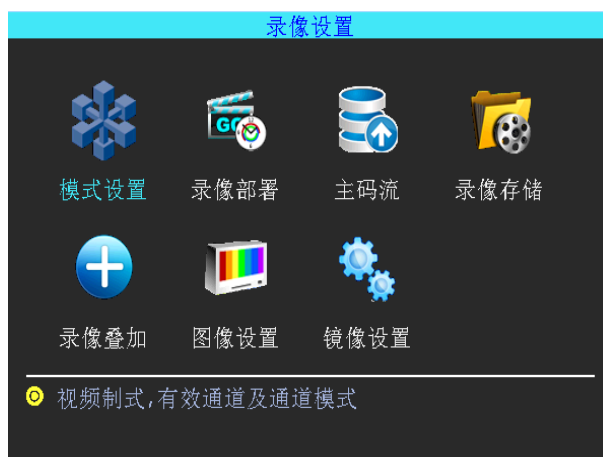 录像设置
GO
模式设置 录像部署 主码流 录像存储
录像叠加 图像设置 镜像设置
视频制式,有效通道及通道模式